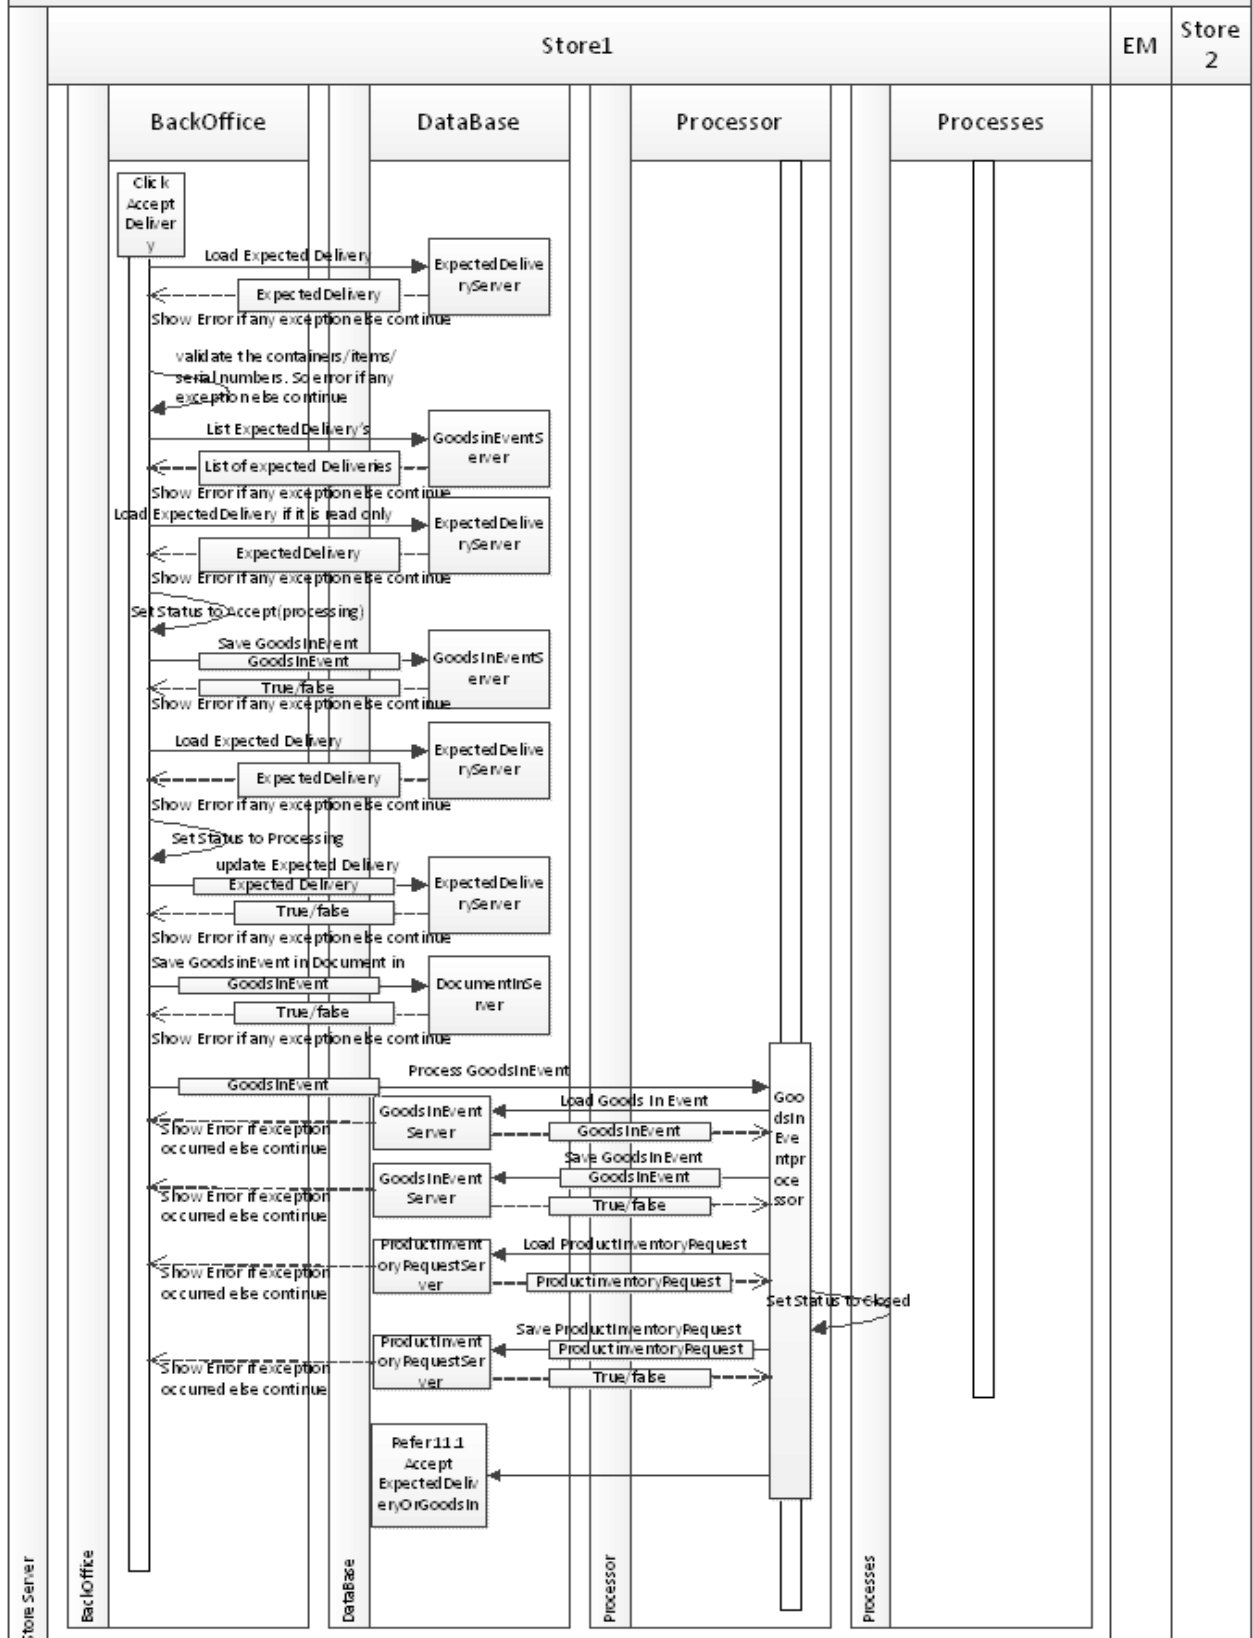 Store1
EM
Store
2
BackOffice
DataBase
Processor
Processes
Click
Accept
Deliver
y
Load Expected Delivery
ExpectedDelive
ryServer
ExpectedDelivery
Show Error if any exception else continue
validate the containers/items/
serial numbers. So error if any
exception else continue
List ExpectedDelivery's
GoodsinEventS
erver
List of expected Deliveries
Show Error if any exception else continue
Load ExpectedDelivery if it is read only
ExpectedDelive
ryServer
ExpectedDelivery
Show Error if any exception else continue
Set Status to Accept(processing)
Save GoodsInEvent
GoodsInEvent
GoodsInEventS
erver
True/false
Show Error if any exception else continue
Load Expected Delivery
ExpectedDelive
ryServer
ExpectedDelivery
Show Error if any exception else continue
Set Status to Processing
update Expected Delivery
Expected Delivery
ExpectedDelive
ryServer
True/false
Show Error if any exception else continue
Save GoodsinEvent in Document in
GoodsInEvent
DocumentInSe
rver
True/false
Show Error if any exception else continue
Process GoodsInEvent
GoodsInEvent
Goo
dsIn
Eve
ntpr
oce
ssor
Load Goods In Event
GoodsInEvent
Server
GoodsInEvent
Show Error if exception
occurred else continue
Save GoodsInEvent
GoodsInEvent
GoodsInEvent
Server
True/false
Show Error if exception
occurred else continue
Load ProductInventoryRequest
ProductInvent
oryRequestSer
ver
ProductinventoryRequest
Show Error if exception
occurred else continue
Set Status to Closed
Save ProductInventoryRequest
ProductinventoryRequest
ProductInvent
oryRequestSer
ver
True/false
Show Error if exception
occurred else continue
Refer 11.1
Accept
ExpectedDeliv
eryOrGoodsIn
Store Server
BackOffice
DataBase
Processor
Processes